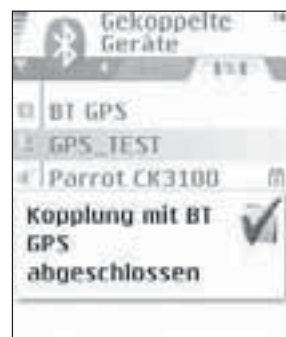 Gekoppelte
Geräte
BT GPS
GPS_TEST
Parrot CK3100
Kopplung mit BT
GPS
abgeschlossen